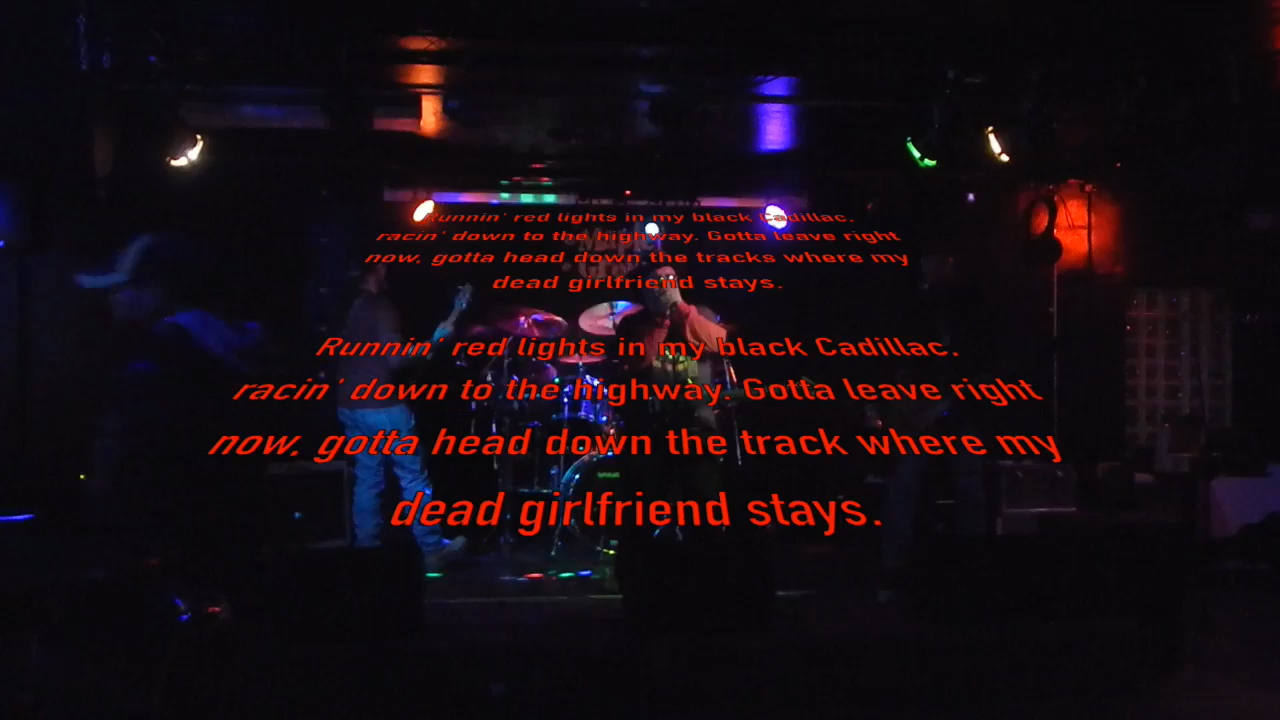 Runnin' red lights in my black Cadillac.
racin' down to the highway. Gotta leave right
now, gotta head down the tracks where my
dead girlfriend stays.
Runnin' red lights in my black Cadillac.
racin' down to the highway. Gotta leave right
now, gotta head down the track where my
dead girlfriend stays.